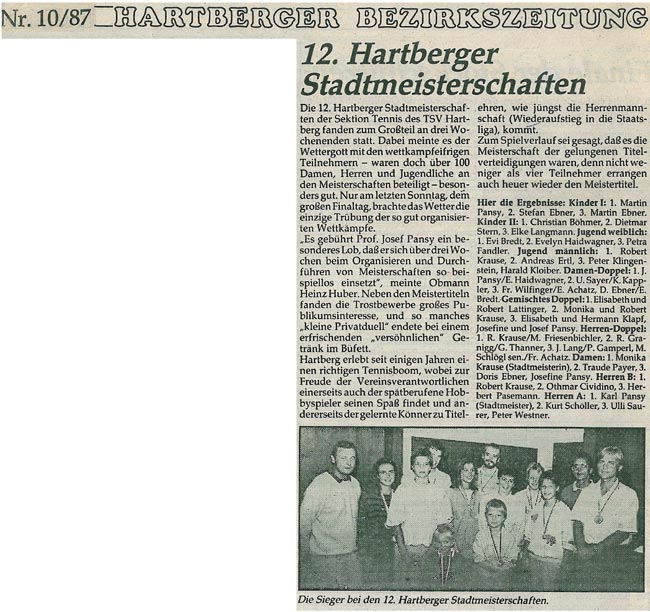 Nr. 10/87 HARTBERGER BEZIRKSZEITUNG
12. Hartberger
Stadtmeisterschaften
Die 12. Hartberger Stadtmeisterschaf-
ten der Sektion Tennis des TSV Hart-
berg fanden zum Großteil an drei Wo-
chenenden statt. Dabei meinte es der
Wettergott mit den wettkampfeifrigen
Teilnehmern – waren doch über 100
Damen, Herren und Jugendliche an
den Meisterschaften beteiligt – beson-
ders gut. Nur am letzten Sonntag, dem
großen Finaltag, brachte das Wetter die
einzige Trübung der so gut organisier-
ten Wettkämpfe.
„Es gebührt Prof. Josef Pansy ein be-
sonderes Lob, daß er sich über drei Wo-
chen beim Organisieren und Durch-
führen von Meisterschaften so bei-
spiellos einsetzt", meinte Obmann
Heinz Huber. Neben den Meistertiteln
fanden die Trostbewerbe großes Pu-
blikumsinteresse, und so manches
„kleine Privatduell" endete bei einem
erfrischenden „versöhnlichen" Ge-
tränk im Büfett.
Hartberg erlebt seit einigen Jahren ei-
nen richtigen Tennisboom, wobei zur
Freude der Vereinsverantwortlichen
einerseits auch der spätberufene Hob-
byspieler seinen Spaß findet und an-
dererseits der gelernte Könner zu Titel-
ehren, wie jüngst die Herrenmann-
schaft (Wiederaufstieg in die Staats-
liga), kommt.
Zum Spielverlauf sei gesagt, daß es die
Meisterschaft der gelungenen Titel-
verteidigungen waren, denn nicht we-
niger als vier Teilnehmer errangen
auch heuer wieder den Meistertitel.
Hier die Ergebnisse: Kinder I: 1. Martin
Pansy, 2. Stefan Ebner, 3. Martin Ebner.
Kinder II: 1. Christian Böhmer, 2. Dietmar
Stern, 3. Elke Langmann. Jugend weiblich:
1. Evi Bredt, 2. Evelyn Haidwagner, 3. Petra
Fandler. Jugend männlich: 1. Robert
Krause, 2. Andreas Ertl, 3. Peter Klingen-
stein, Harald Kloiber. Damen-Doppel: 1. J.
Pansy/E. Haidwagner, 2. U. Sayer/K. Kapp-
ler, 3. Fr. Wilfinger/E. Achatz, D. Ebner/E.
Bredt. Gemischtes Doppel: 1. Elisabeth und
Robert Lattinger, 2. Monika und Robert
Krause, 3. Elisabeth und Hermann Klapf,
Josefine und Josef Pansy. Herren-Doppel:
1. R. Krause/M. Friesenbichler, 2. R. Gra-
nigg/G. Thanner, 3. J. Lang/P. Gamperl, M.
Schlögl sen./Fr. Achatz. Damen: 1. Monika
Krause (Stadtmeisterin), 2. Traude Payer, 3.
Doris Ebner, Josefine Pansy. Herren B: 1.
Robert Krause, 2. Othmar Cividino, 3. Her-
bert Pasemann. Herren A: 1. Karl Pansy
(Stadtmeister), 2. Kurt Schöller, 3. Ulli Sau-
rer, Peter Westner.
Die Sieger bei den 12. Hartberger Stadtmeisterschaften.